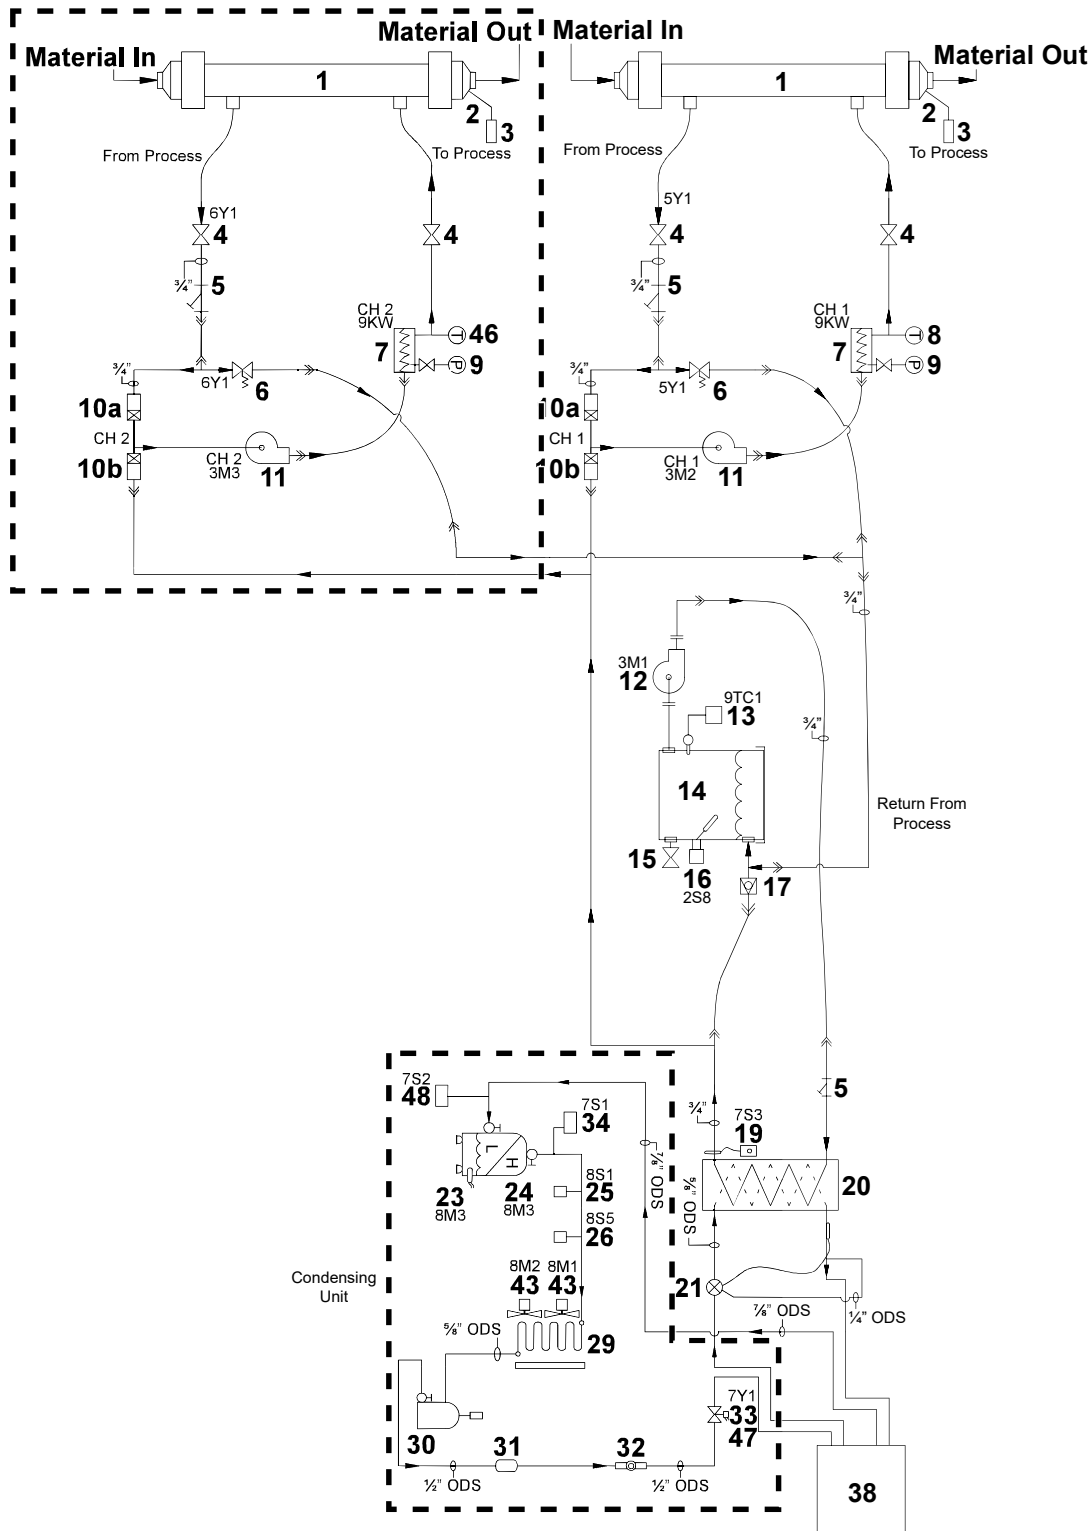 Material In
Material Out
1
2
3
From Process
To Process
6Y1
4
4
¾"
5
CH 2
9KW
7
46
9
¾"
6Y1
6
10a
CH 2
10b
CH 2
3M3
11
Material In
Material Out
1
2
3
From Process
To Process
5Y1
4
4
¾"
5
CH 1
9KW
7
8
9
¾"
5Y1
6
10a
CH 1
10b
CH 1
3M2
11
¾"
3M1
12
9TC1
13
¾"
14
Return From
Process
15
16
2S8
17
5
¾"
7S3
19
20
⅝" ODS
21
¼" ODS
⅞" ODS
7S2
48
7S1
34
L
H
⅞" ODS
23
8M3
24
8M3
8S1
25
8S5
26
Condensing
Unit
8M2
43
8M1
43
⅝" ODS
29
30
31
32
7Y1
33
47
½" ODS
½" ODS
38
T
P
T
P